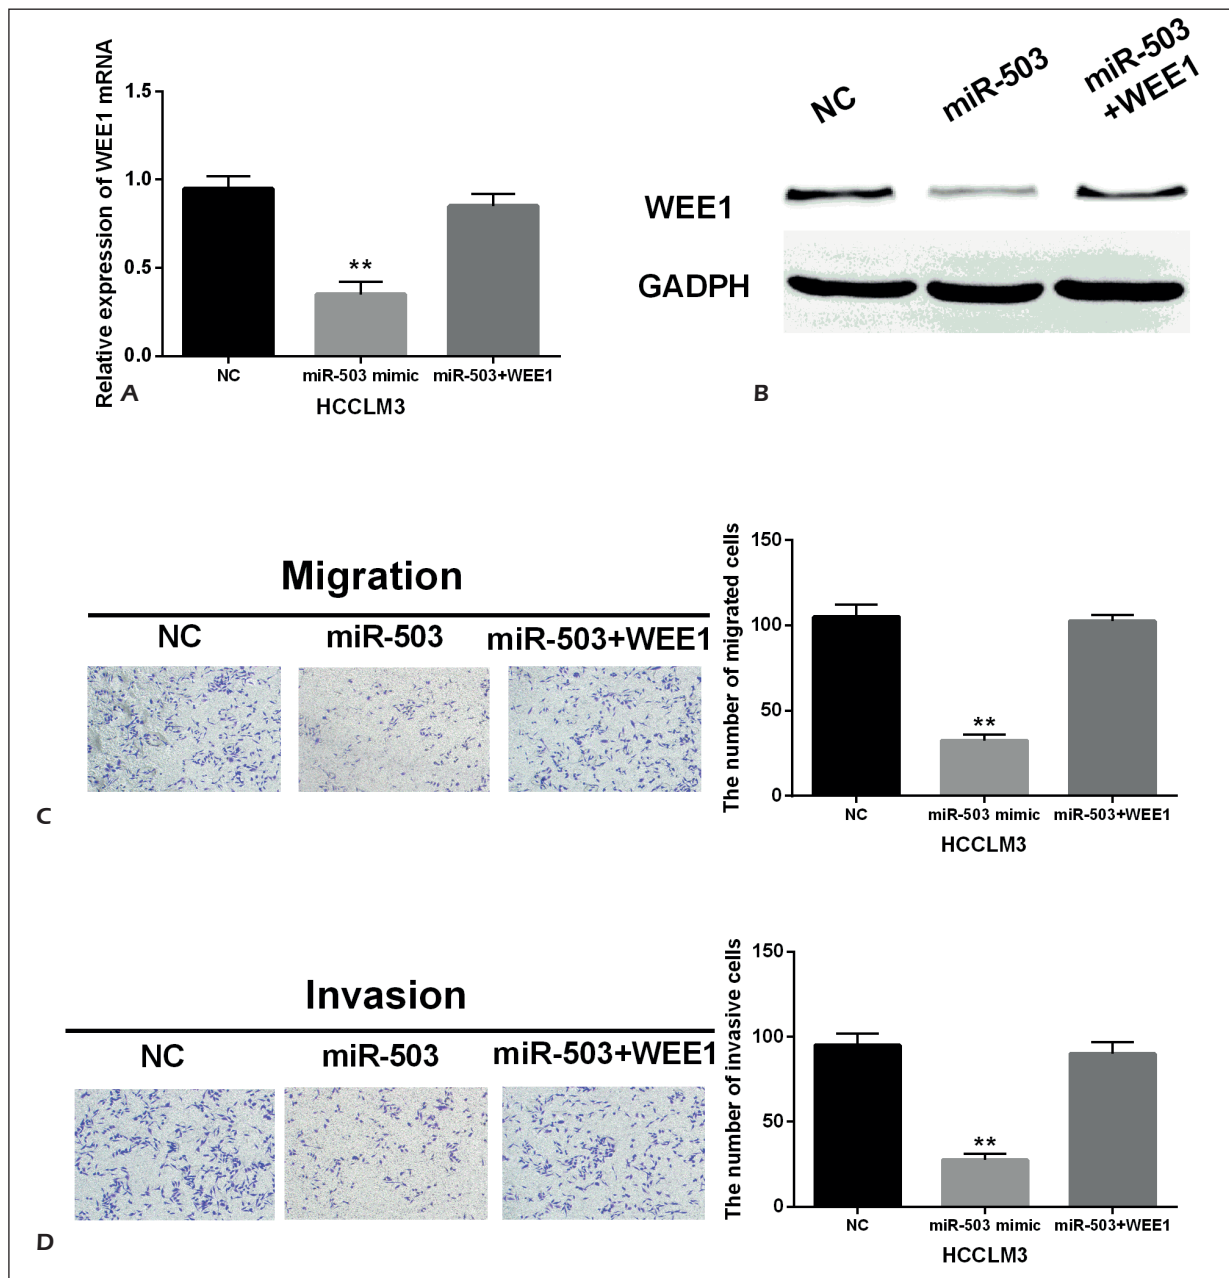 Relative expression of WEE1 mRNA
1.5
1.0
0.5
0.0
**
NC
miR-503 mimic
miR-503+WEE1
HCCLM3
A
NC
miR-503
miR-503
+WEE1
WEE1
GADPH
B
Migration
NC
miR-503
miR-503+WEE1
The number of migrated cells
150
100
50
0
**
NC
miR-503 mimic
miR-503+WEE1
HCCLM3
C
Invasion
NC
miR-503
miR-503+WEE1
The number of invasive cells
150
100
50
0
**
NC
miR-503 mimic
miR-503+WEE1
HCCLM3
D